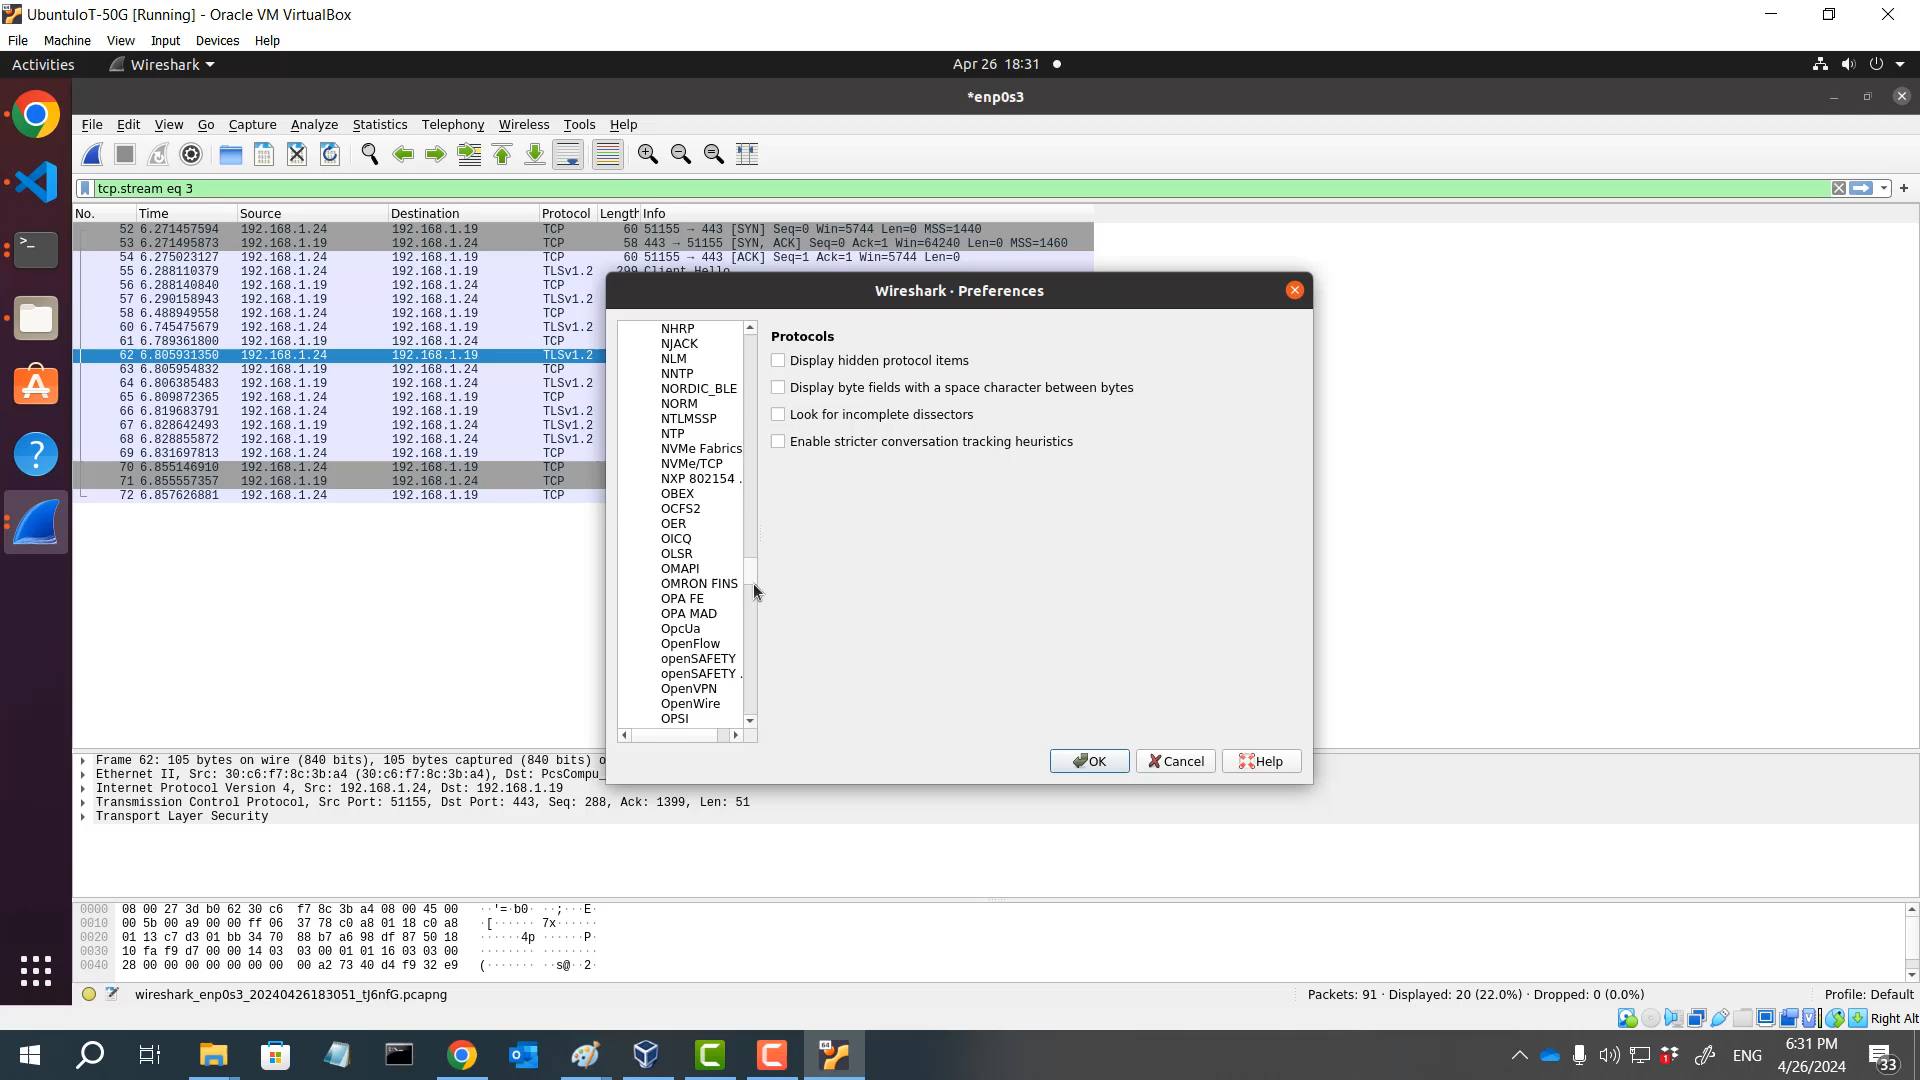 UbuntuIoT-50G [Running] - Oracle VM VirtualBox
File Machine View Input Devices Help
Activities Wireshark Apr 26 18:31
*enp0s3
File Edit View Go Capture Analyze Statistics Telephony Wireless Tools Help
tcp.stream eq 3
No. Time Source Destination Protocol Length Info
52 6.271457594 192.168.1.24 192.168.1.19 TCP 60 51155 → 443 [SYN] Seq=0 Win=5744 Len=0 MSS=1440
53 6.271495873 192.168.1.19 192.168.1.24 TCP 58 443 → 51155 [SYN, ACK] Seq=0 Ack=1 Win=64240 Len=0 MSS=1460
54 6.275023127 192.168.1.24 192.168.1.19 TCP 60 51155 → 443 [ACK] Seq=1 Ack=1 Win=5744 Len=0
55 6.288110379 192.168.1.24 192.168.1.19 TLSv1.2 299 Client Hello
56 6.288140840 192.168.1.19 192.168.1.24 TCP
57 6.290158943 192.168.1.19 192.168.1.24 TLSv1.2
58 6.488949558 192.168.1.24 192.168.1.19 TCP
60 6.745475679 192.168.1.24 192.168.1.19 TLSv1.2
61 6.789361800 192.168.1.19 192.168.1.24 TCP
62 6.805931350 192.168.1.24 192.168.1.19 TLSv1.2
63 6.805954832 192.168.1.19 192.168.1.24 TCP
64 6.806385483 192.168.1.19 192.168.1.24 TLSv1.2
65 6.809872365 192.168.1.24 192.168.1.19 TCP
66 6.819683791 192.168.1.24 192.168.1.19 TLSv1.2
67 6.828642493 192.168.1.19 192.168.1.24 TLSv1.2
68 6.828855872 192.168.1.19 192.168.1.24 TLSv1.2
69 6.831697813 192.168.1.24 192.168.1.19 TCP
70 6.855146910 192.168.1.24 192.168.1.19 TCP
71 6.855557357 192.168.1.19 192.168.1.24 TCP
72 6.857626881 192.168.1.24 192.168.1.19 TCP
Wireshark · Preferences
NHRP
NJACK
NLM
NNTP
NORDIC_BLE
NORM
NTLMSSP
NTP
NVMe Fabrics
NVMe/TCP
NXP 802154 .
OBEX
OCFS2
OER
OICQ
OLSR
OMAPI
OMRON FINS
OPA FE
OPA MAD
OpcUa
OpenFlow
openSAFETY
openSAFETY .
OpenVPN
OpenWire
OPSI
Protocols
Display hidden protocol items
Display byte fields with a space character between bytes
Look for incomplete dissectors
Enable stricter conversation tracking heuristics
OK Cancel Help
Frame 62: 105 bytes on wire (840 bits), 105 bytes captured (840 bits) o
Ethernet II, Src: 30:c6:f7:8c:3b:a4 (30:c6:f7:8c:3b:a4), Dst: PcsCompu_
Internet Protocol Version 4, Src: 192.168.1.24, Dst: 192.168.1.19
Transmission Control Protocol, Src Port: 51155, Dst Port: 443, Seq: 288, Ack: 1399, Len: 51
Transport Layer Security
0000 08 00 27 3d b0 62 30 c6 f7 8c 3b a4 08 00 45 00 ··'=·b0· ··;···E·
0010 00 5b 00 a9 00 00 ff 06 37 78 c0 a8 01 18 c0 a8 ·[······ 7x······
0020 01 13 c7 d3 01 bb 34 70 88 b7 a6 98 df 87 50 18 ······4p ······P·
0030 10 fa f9 d7 00 00 14 03 03 00 01 01 16 03 03 00 ········ ········
0040 28 00 00 00 00 00 00 00 00 a2 73 40 d4 f9 32 e9 (······· ··s@··2·
wireshark_enp0s3_20240426183051_tJ6nfG.pcapng Packets: 91 · Displayed: 20 (22.0%) · Dropped: 0 (0.0%) Profile: Default
Right Alt
ENG
6:31 PM
4/26/2024
33